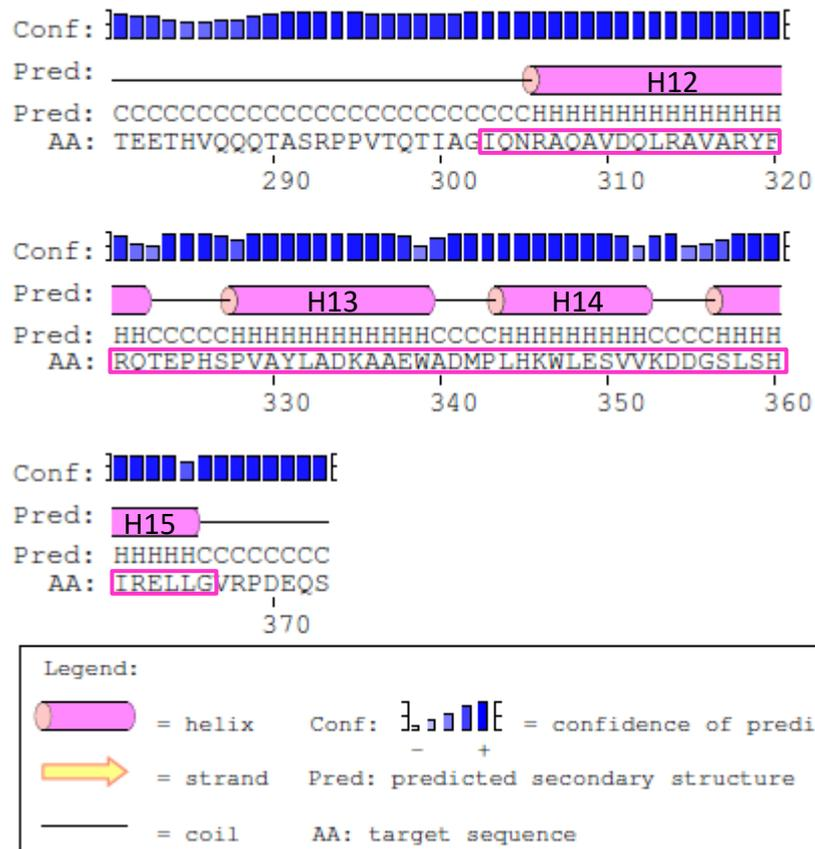 Conf:
Pred: H12
Pred: CCCCCCCCCCCCCCCCCCCCCCCCCHHHHHHHHHHHHHHH
AA: TEETHVQQQTASRPPVTQTIAGIQNRAQAVDQLRAVARYF
290 300 310 320
Conf:
Pred: H13 H14
Pred: HHCCCCCHHHHHHHHHHHHCCCCHHHHHHHHHCCCCHHHH
AA: RQTEPHSPVAYLADKAAEWADMPLHKWLESVVKDDGSLSH
330 340 350 360
Conf:
Pred: H15
Pred: HHHHHCCCCCCCC
AA: IRELLGVRPDEQS
370
Legend:
= helix Conf: - + = confidence of predi
= strand Pred: predicted secondary structure
= coil AA: target sequence